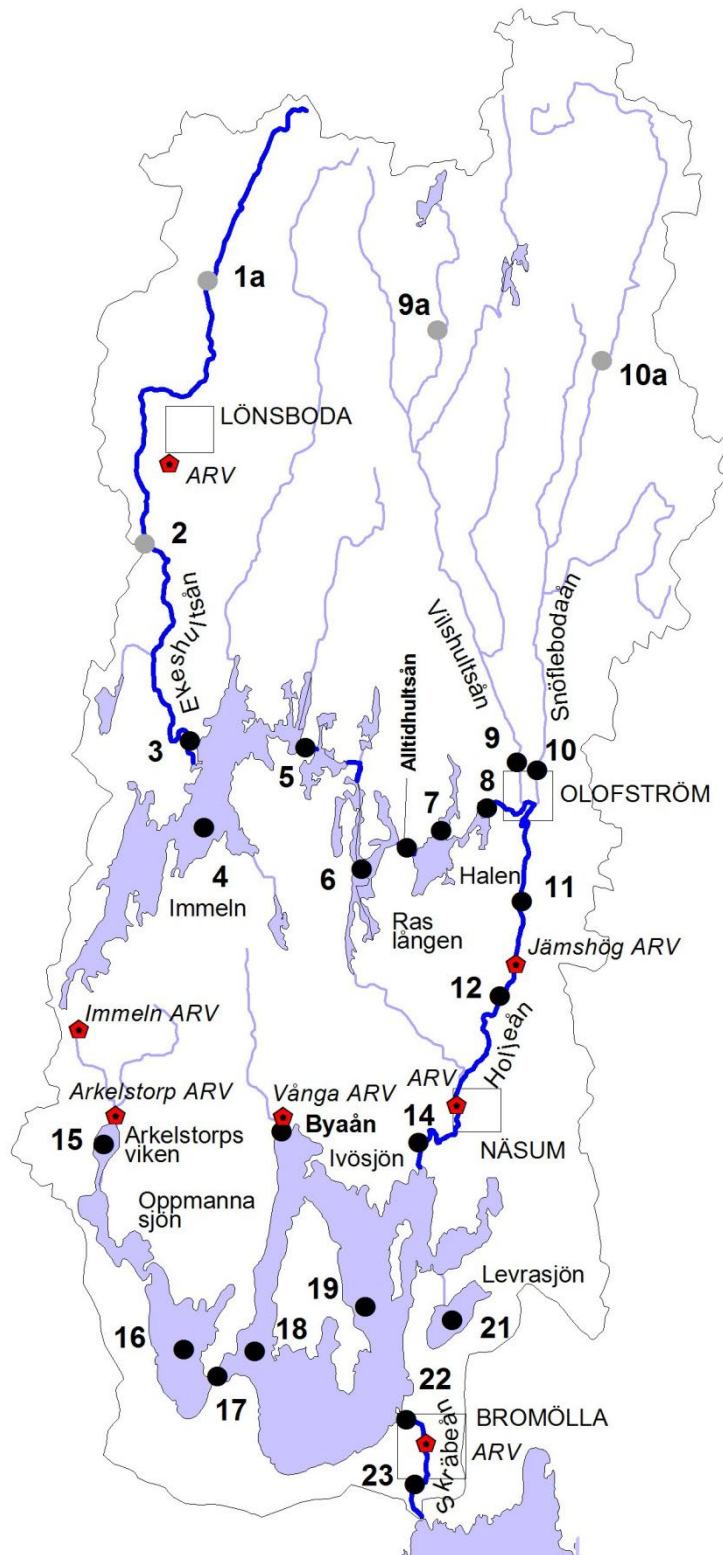 1a
9a
10a
LÖNSBODA
ARV
2
Ekeshultsån
Vilshultsån
Snöflebodaån
Alltidhultsån
3
5
9
10
8
OLOFSTRÖM
7
4
6
Halen
11
Immeln
Ras
lången
Jämshög ARV
12
Immeln ARV
Holjeån
Arkelstorp ARV
Vånga ARV
ARV
15
Arkelstorps
viken
Byaån
14
NÄSUM
Ivösjön
Oppmanna
sjön
Levrasjön
19
21
16
18
17
22
BROMÖLLA
ARV
Skräbeån
23